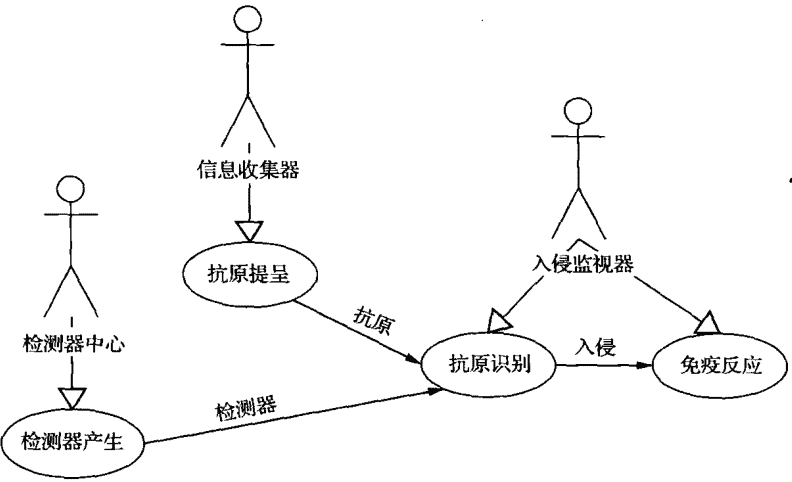 信息收集器
抗原提呈
入侵监视器
抗原
检测器中心
抗原识别
入侵
免疫反应
检测器
检测器产生